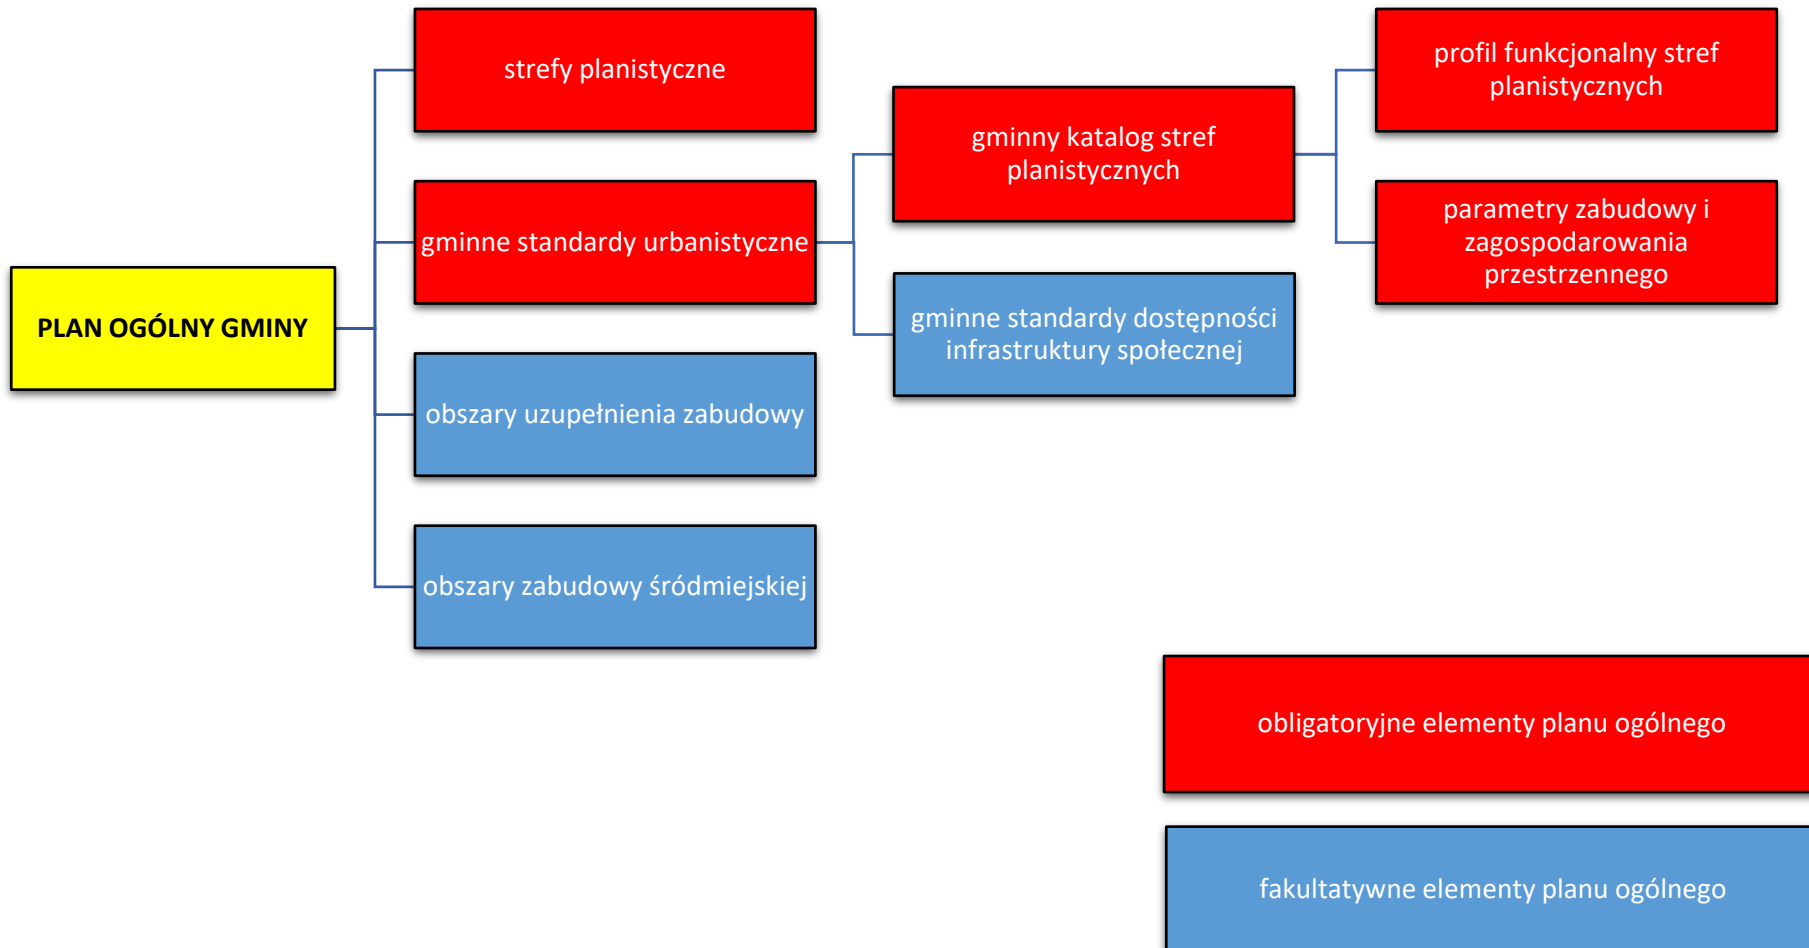 PLAN OGÓLNY GMINY
strefy planistyczne
gminne standardy urbanistyczne
obszary uzupełnienia zabudowy
obszary zabudowy śródmiejskiej
gminny katalog stref
planistycznych
gminne standardy dostępności
infrastruktury społecznej
profil funkcjonalny stref
planistycznych
parametry zabudowy i
zagospodarowania
przestrzennego
obligatoryjne elementy planu ogólnego
fakultatywne elementy planu ogólnego